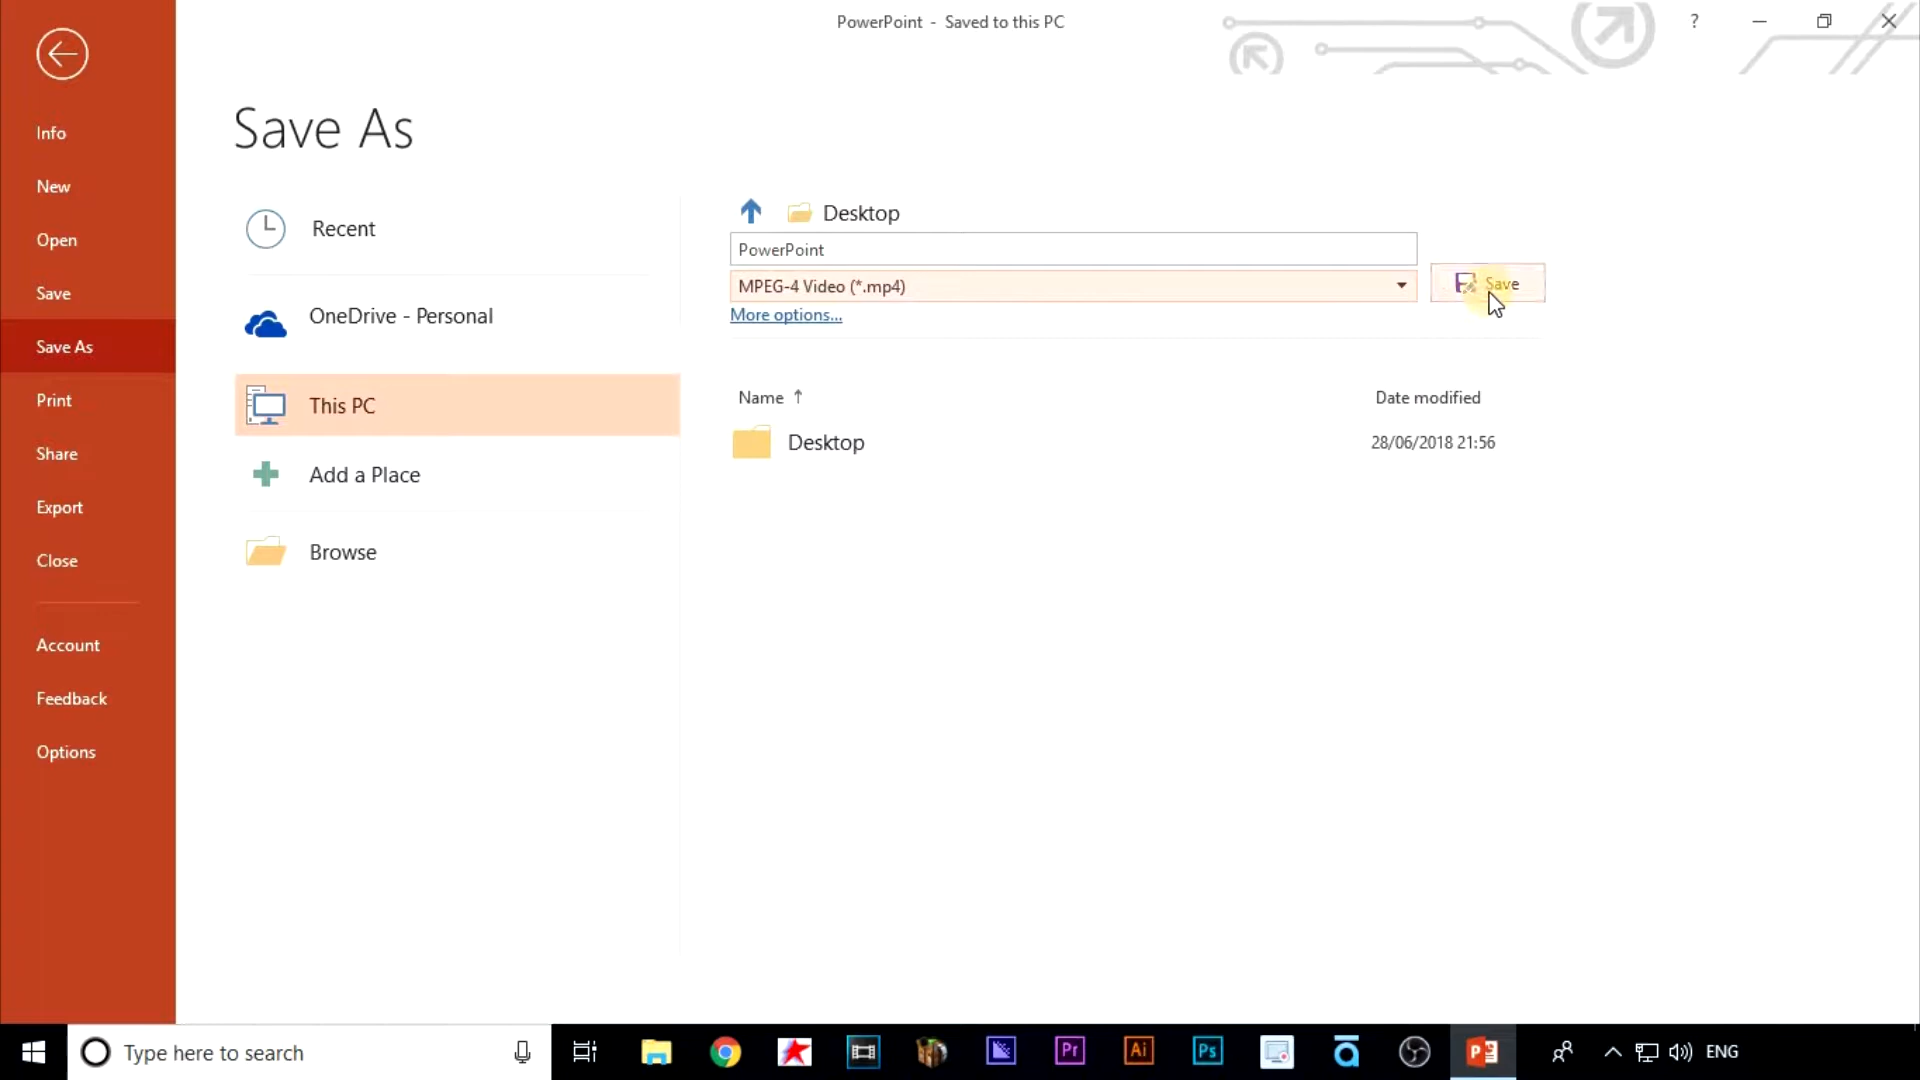 PowerPoint - Saved to this PC
?
Info
New
Open
Save
Save As
Print
Share
Export
Close
Account
Feedback
Options
Save As
Recent
OneDrive - Personal
This PC
Add a Place
Browse
Desktop
PowerPoint
MPEG-4 Video (*.mp4)
Save
More options...
Name
Date modified
Desktop
28/06/2018 21:56
Type here to search
Pr
Ai
Ps
P
ENG